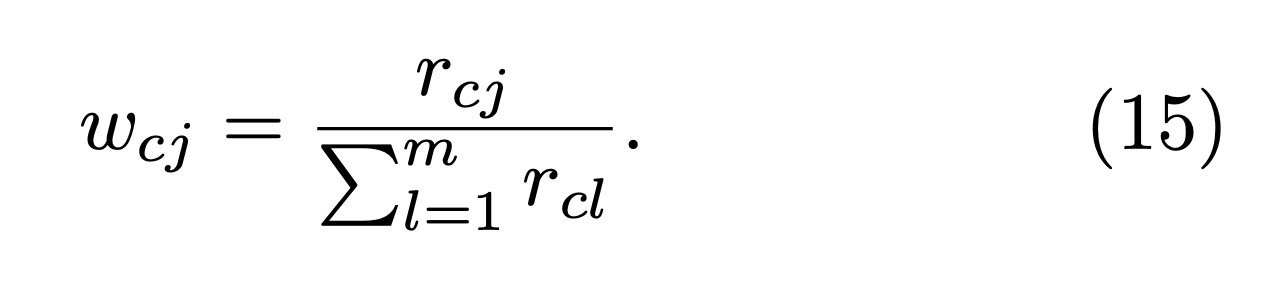 $w_{cj} = \frac{r_{cj}}{\sum_{l=1}^{m} r_{cl}}.$ (15)